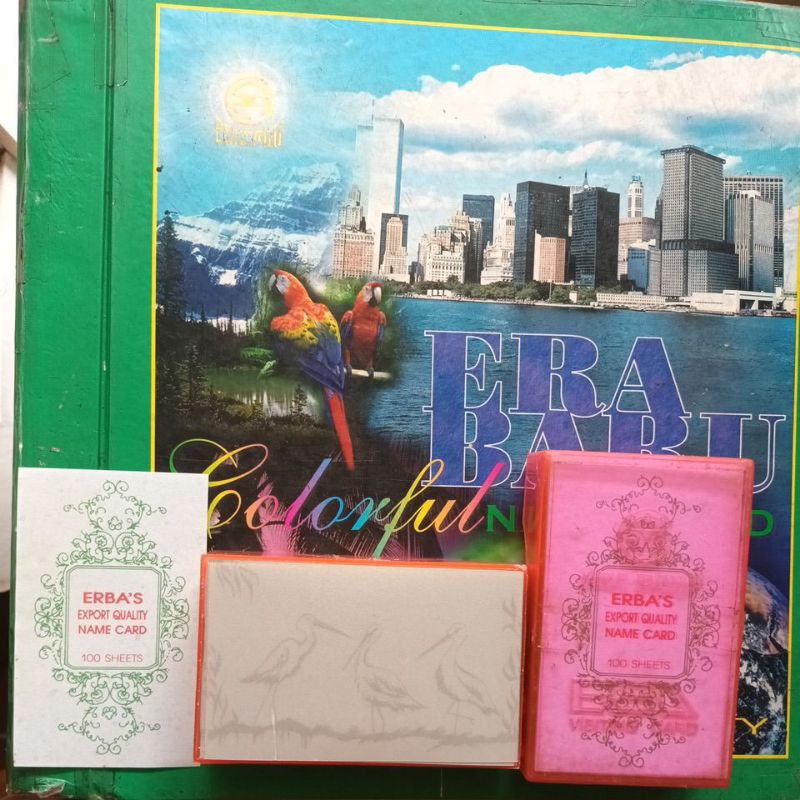 ERA
BARU
Colorful
ERBA'S
EXPORT QUALITY
NAME CARD
100 SHEETS
ERBA'S
EXPORT QUALITY
NAME CARD
100 SHEETS